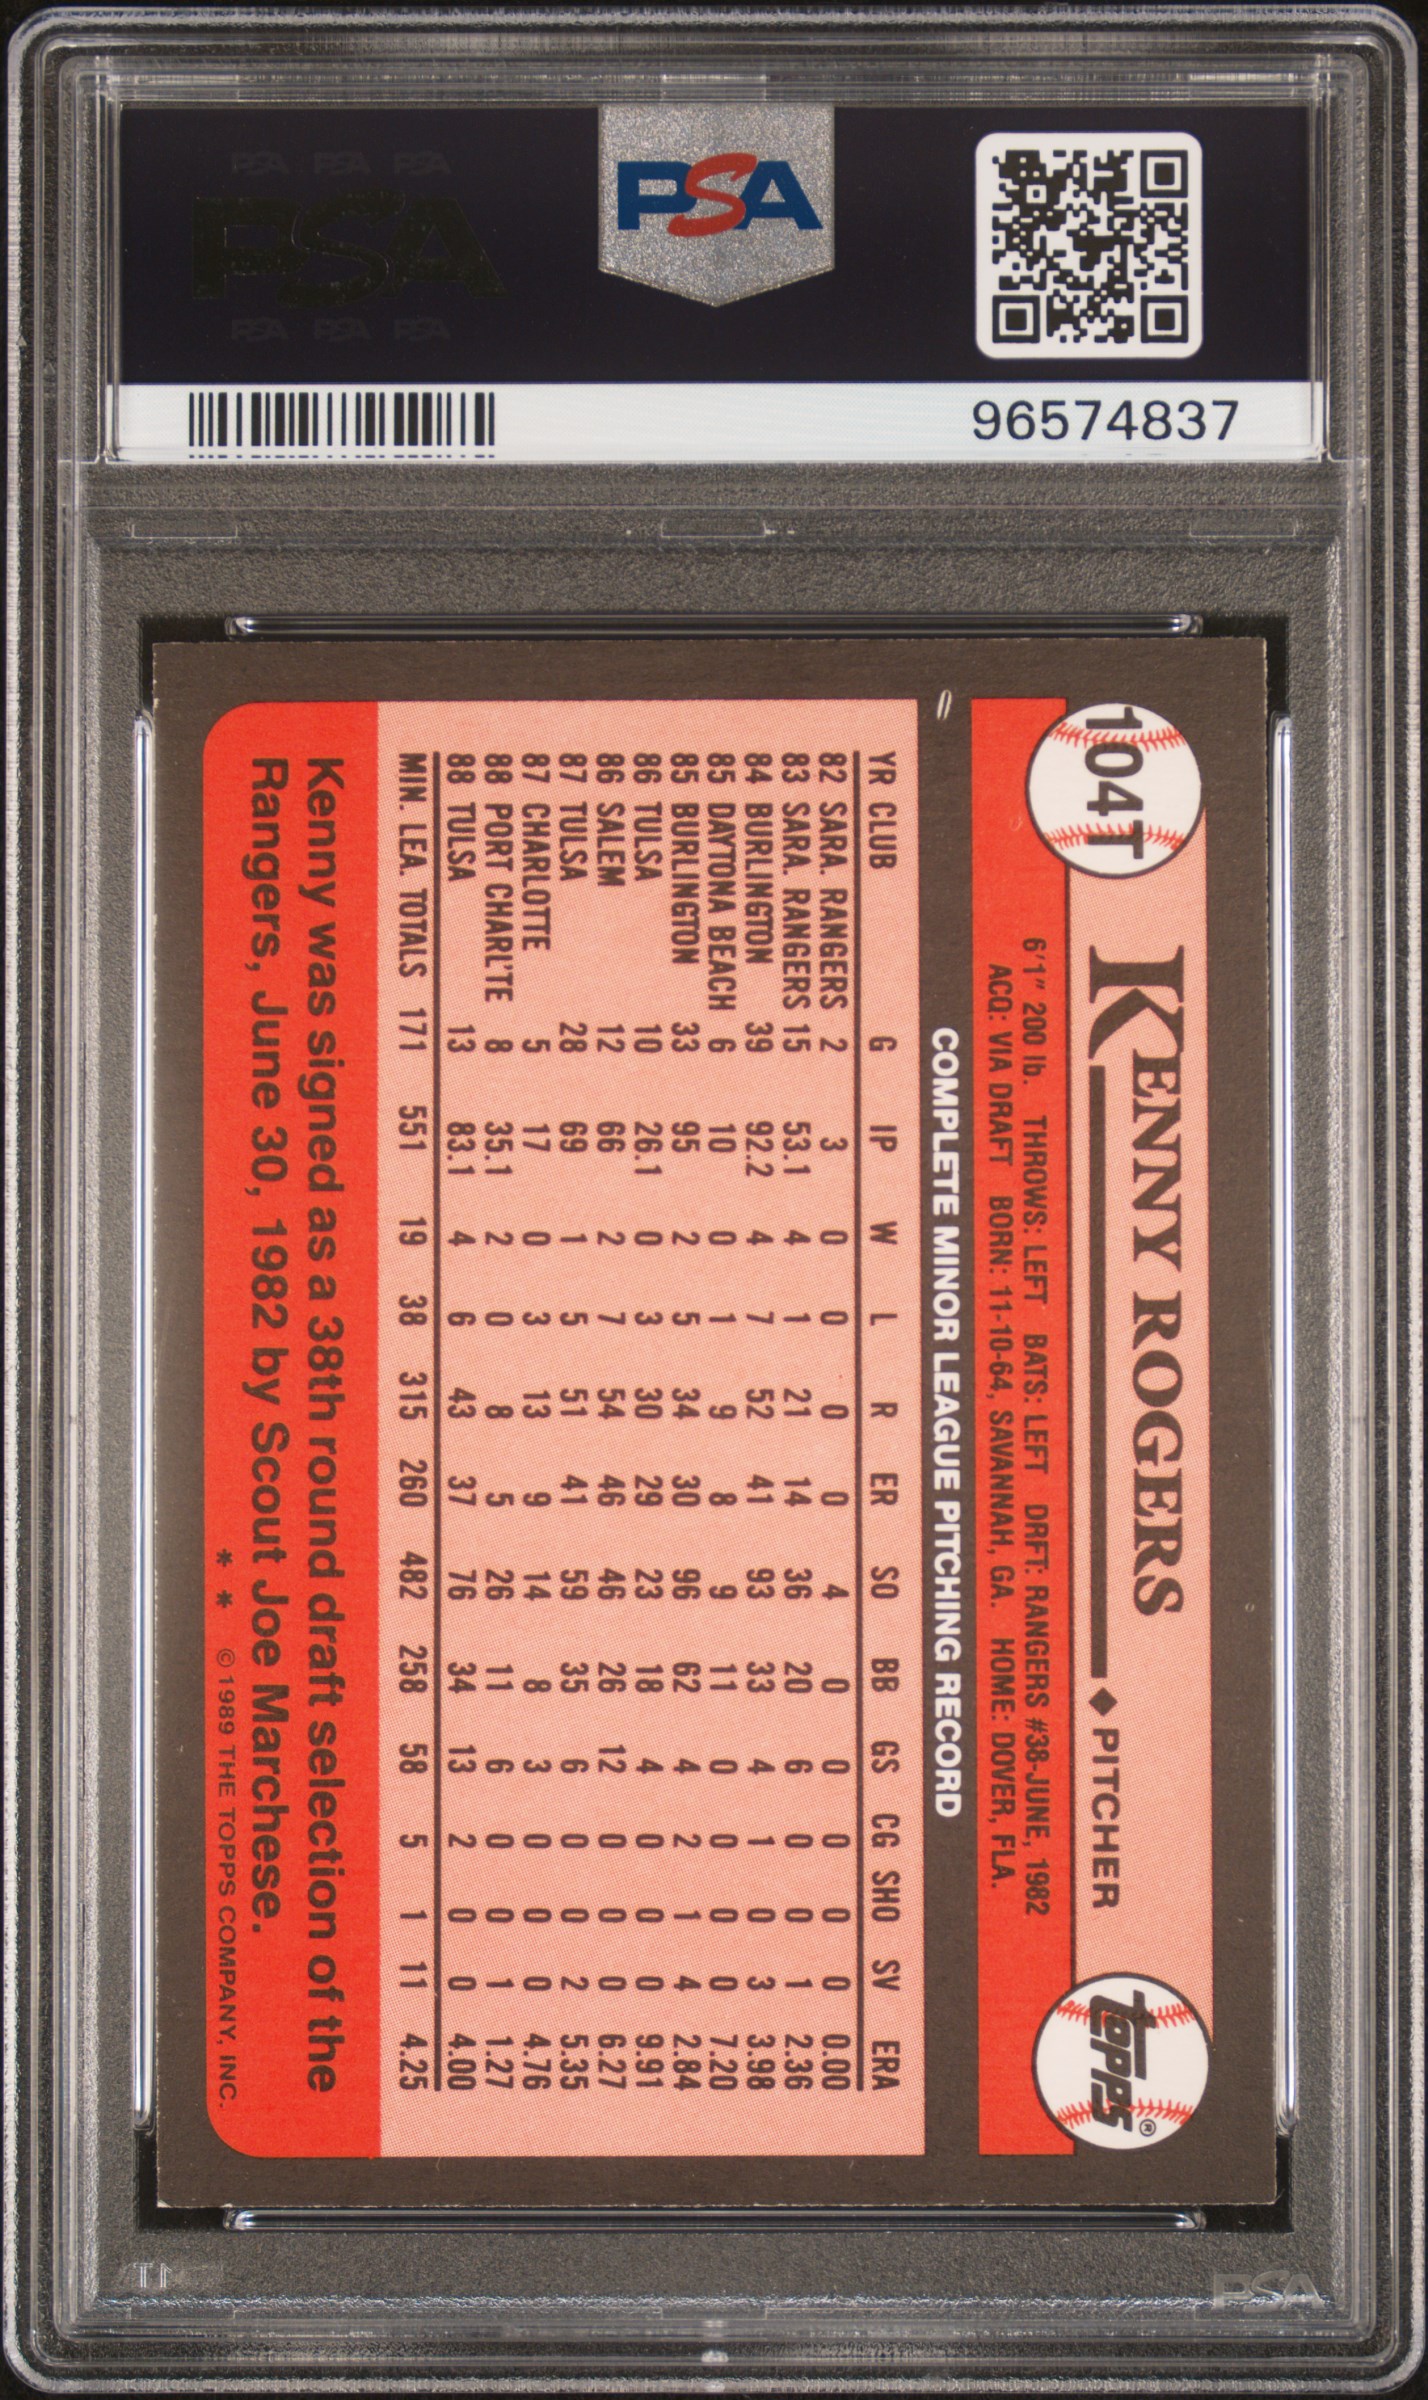 PSA PSA PSA
PSA
PSA PSA PSA
PSA
96574837
104T
KENNY ROGERS
◆ PITCHER
topps®
6'1" 200 lb. THROWS: LEFT BATS: LEFT DRFT: RANGERS #38-JUNE, 1982
ACQ: VIA DRAFT BORN: 11-10-64, SAVANNAH, GA. HOME: DOVER, FLA.
COMPLETE MINOR LEAGUE PITCHING RECORD
YR CLUB G IP W L R ER SO BB GS CG SHO SV ERA
82 SARA. RANGERS 2 3 0 0 0 0 4 0 0 0 0 0 0.00
83 SARA. RANGERS 15 53.1 4 1 21 14 36 20 6 0 0 1 2.36
84 BURLINGTON 39 92.2 4 7 52 41 93 33 4 1 0 3 3.98
85 DAYTONA BEACH 6 10 0 1 9 8 9 11 0 0 0 0 7.20
85 BURLINGTON 33 95 2 5 34 30 96 62 4 2 1 4 2.84
86 TULSA 10 26.1 0 3 30 29 23 18 4 0 0 0 9.91
86 SALEM 12 66 2 7 54 46 46 26 12 0 0 0 6.27
87 TULSA 28 69 1 5 51 41 59 35 6 0 0 2 5.35
87 CHARLOTTE 5 17 0 3 13 9 14 8 3 0 0 0 4.76
88 PORT CHARL'TE 8 35.1 2 0 8 5 26 11 6 0 0 1 1.27
88 TULSA 13 83.1 4 6 43 37 76 34 13 2 0 0 4.00
MIN. LEA. TOTALS 171 551 19 38 315 260 482 258 58 5 1 11 4.25
Kenny was signed as a 38th round draft selection of the
Rangers, June 30, 1982 by Scout Joe Marchese.
* * © 1989 THE TOPPS COMPANY, INC.
PSA